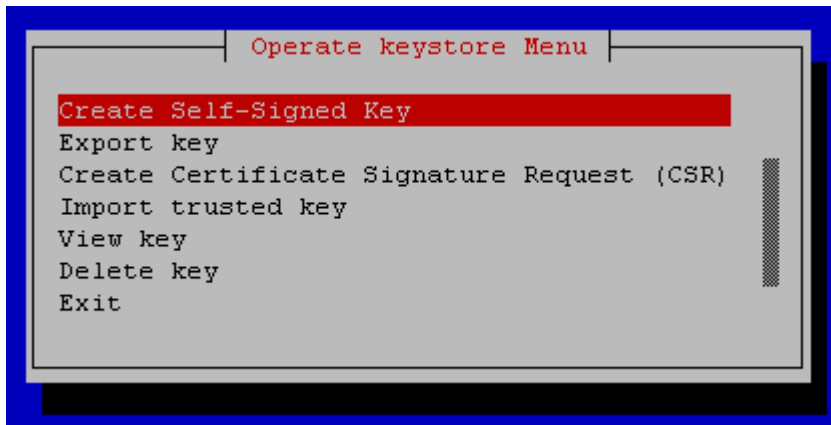 Operate keystore Menu
Create Self-Signed Key
Export key
Create Certificate Signature Request (CSR)
Import trusted key
View key
Delete key
Exit